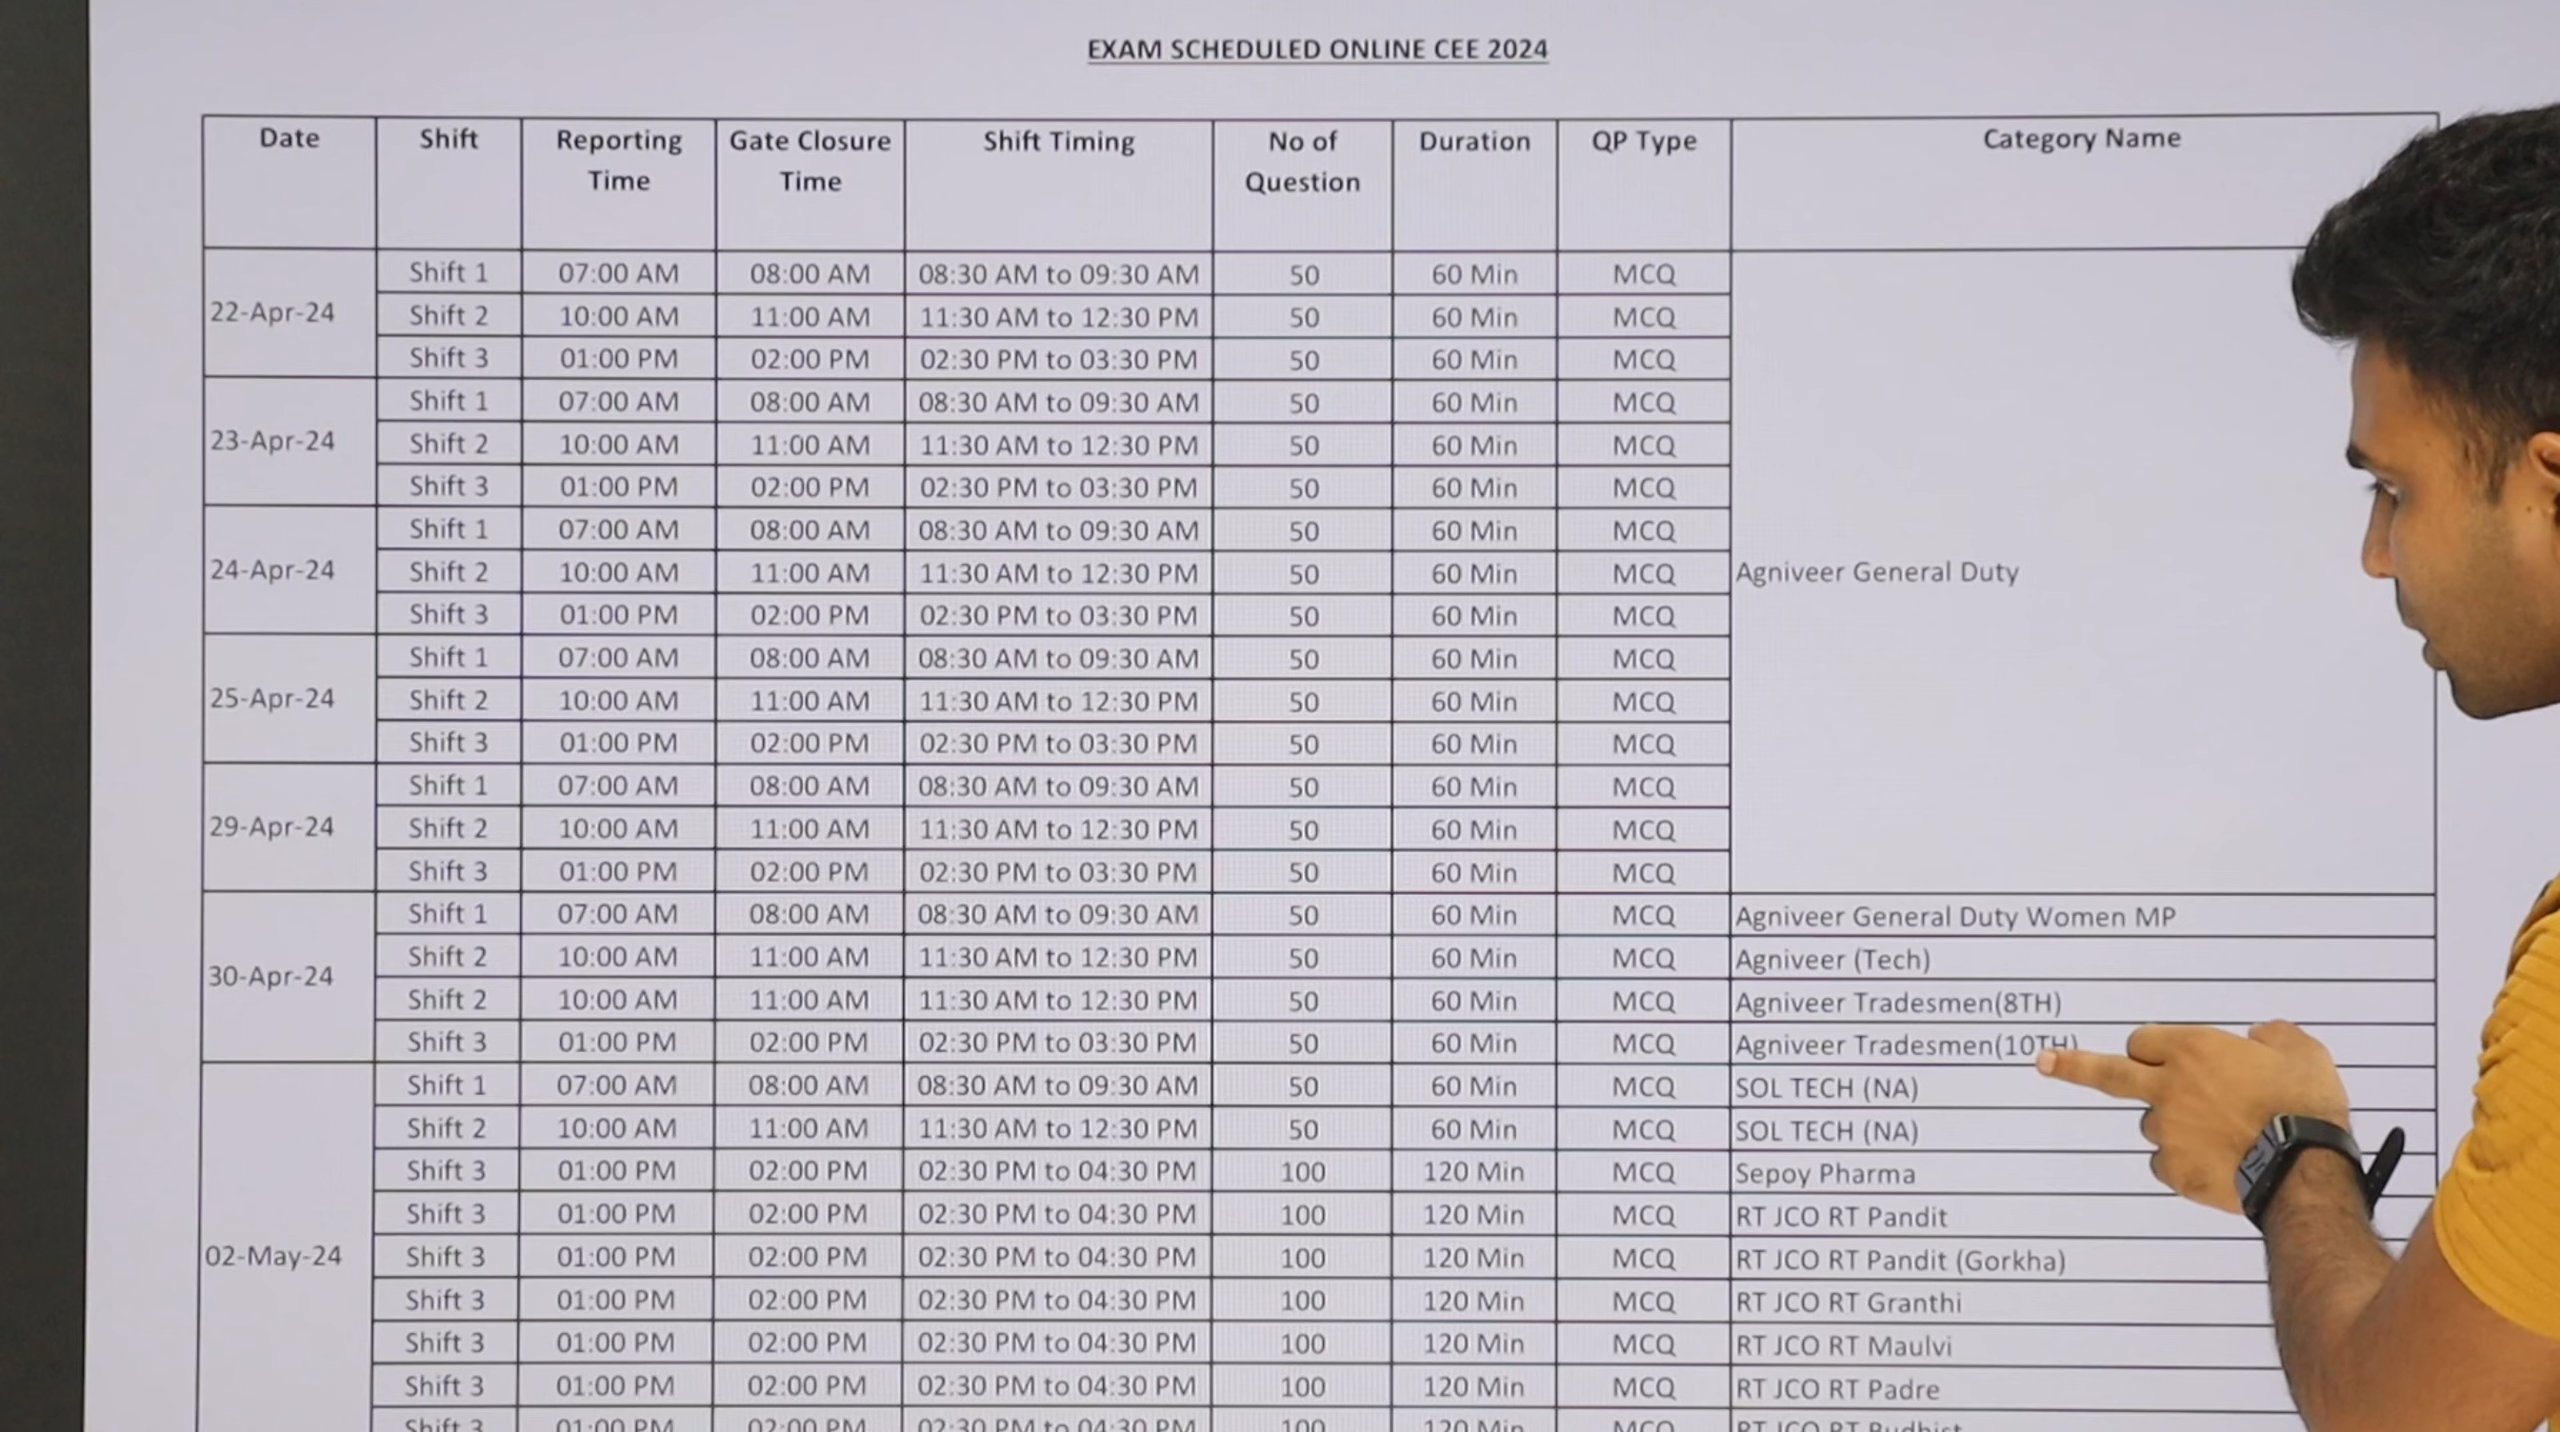 EXAM SCHEDULED ONLINE CEE 2024
Date Shift Reporting Time Gate Closure Time Shift Timing No of Question Duration QP Type Category Name
22-Apr-24 Shift 1 07:00 AM 08:00 AM 08:30 AM to 09:30 AM 50 60 Min MCQ Agniveer General Duty
Shift 2 10:00 AM 11:00 AM 11:30 AM to 12:30 PM 50 60 Min MCQ
Shift 3 01:00 PM 02:00 PM 02:30 PM to 03:30 PM 50 60 Min MCQ
23-Apr-24 Shift 1 07:00 AM 08:00 AM 08:30 AM to 09:30 AM 50 60 Min MCQ
Shift 2 10:00 AM 11:00 AM 11:30 AM to 12:30 PM 50 60 Min MCQ
Shift 3 01:00 PM 02:00 PM 02:30 PM to 03:30 PM 50 60 Min MCQ
24-Apr-24 Shift 1 07:00 AM 08:00 AM 08:30 AM to 09:30 AM 50 60 Min MCQ
Shift 2 10:00 AM 11:00 AM 11:30 AM to 12:30 PM 50 60 Min MCQ
Shift 3 01:00 PM 02:00 PM 02:30 PM to 03:30 PM 50 60 Min MCQ
25-Apr-24 Shift 1 07:00 AM 08:00 AM 08:30 AM to 09:30 AM 50 60 Min MCQ
Shift 2 10:00 AM 11:00 AM 11:30 AM to 12:30 PM 50 60 Min MCQ
Shift 3 01:00 PM 02:00 PM 02:30 PM to 03:30 PM 50 60 Min MCQ
29-Apr-24 Shift 1 07:00 AM 08:00 AM 08:30 AM to 09:30 AM 50 60 Min MCQ
Shift 2 10:00 AM 11:00 AM 11:30 AM to 12:30 PM 50 60 Min MCQ
Shift 3 01:00 PM 02:00 PM 02:30 PM to 03:30 PM 50 60 Min MCQ
30-Apr-24 Shift 1 07:00 AM 08:00 AM 08:30 AM to 09:30 AM 50 60 Min MCQ Agniveer General Duty Women MP
Shift 2 10:00 AM 11:00 AM 11:30 AM to 12:30 PM 50 60 Min MCQ Agniveer (Tech)
Shift 2 10:00 AM 11:00 AM 11:30 AM to 12:30 PM 50 60 Min MCQ Agniveer Tradesmen(8TH)
Shift 3 01:00 PM 02:00 PM 02:30 PM to 03:30 PM 50 60 Min MCQ Agniveer Tradesmen(10TH)
02-May-24 Shift 1 07:00 AM 08:00 AM 08:30 AM to 09:30 AM 50 60 Min MCQ SOL TECH (NA)
Shift 2 10:00 AM 11:00 AM 11:30 AM to 12:30 PM 50 60 Min MCQ SOL TECH (NA)
Shift 3 01:00 PM 02:00 PM 02:30 PM to 04:30 PM 100 120 Min MCQ Sepoy Pharma
Shift 3 01:00 PM 02:00 PM 02:30 PM to 04:30 PM 100 120 Min MCQ RT JCO RT Pandit
Shift 3 01:00 PM 02:00 PM 02:30 PM to 04:30 PM 100 120 Min MCQ RT JCO RT Pandit (Gorkha)
Shift 3 01:00 PM 02:00 PM 02:30 PM to 04:30 PM 100 120 Min MCQ RT JCO RT Granthi
Shift 3 01:00 PM 02:00 PM 02:30 PM to 04:30 PM 100 120 Min MCQ RT JCO RT Maulvi
Shift 3 01:00 PM 02:00 PM 02:30 PM to 04:30 PM 100 120 Min MCQ RT JCO RT Padre
Shift 3 01:00 PM 02:00 PM 02:30 PM to 04:30 PM 100 120 Min MCQ RT JCO RT Budhist